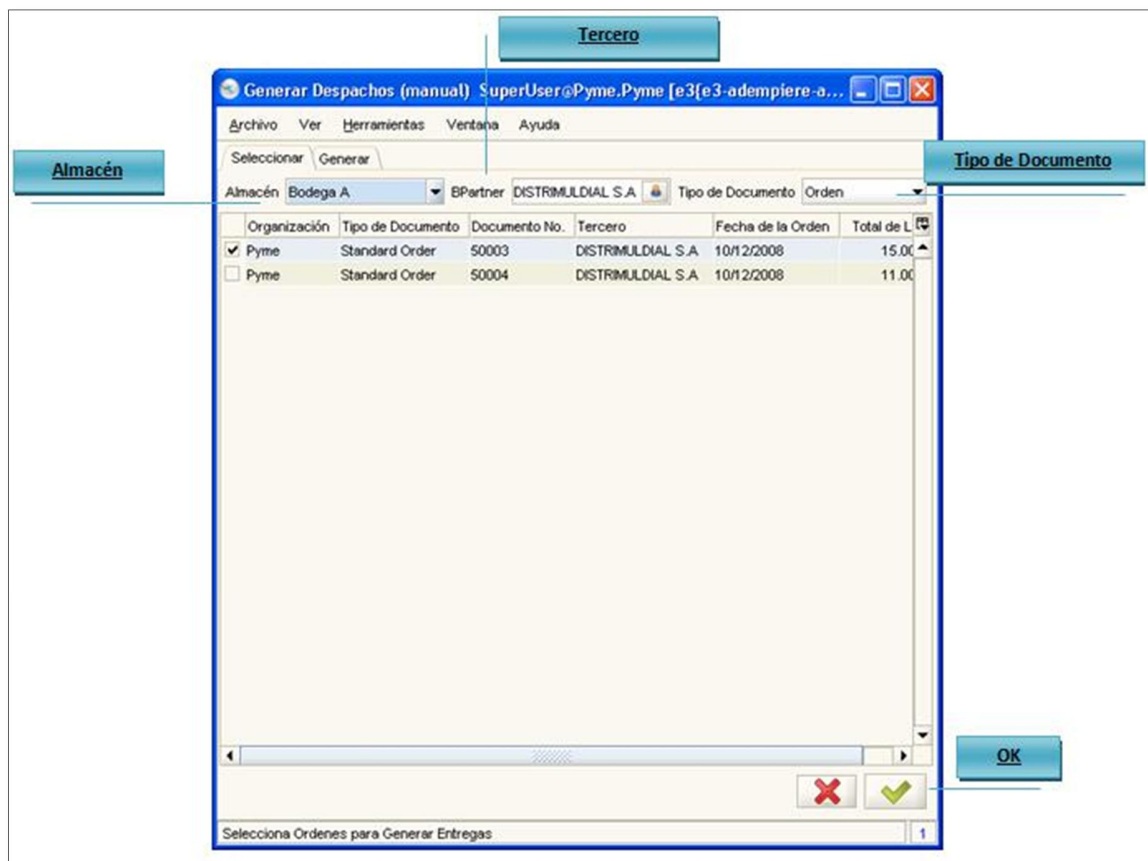 Tercero
Generar Despachos (manual) SuperUser@Pyme.Pyme [e3{e3-adempiere-a...
Archivo Ver Herramientas Ventana Ayuda
Almacén
Seleccionar Generar
Tipo de Documento
Almacén Bodega A BPartner DISTRIMULDIAL S.A Tipo de Documento Orden
Organización Tipo de Documento Documento No. Tercero Fecha de la Orden Total de L
Pyme Standard Order 50003 DISTRIMULDIAL S.A 10/12/2008 15.00
Pyme Standard Order 50004 DISTRIMULDIAL S.A 10/12/2008 11.00
OK
Selecciona Ordenes para Generar Entregas 1